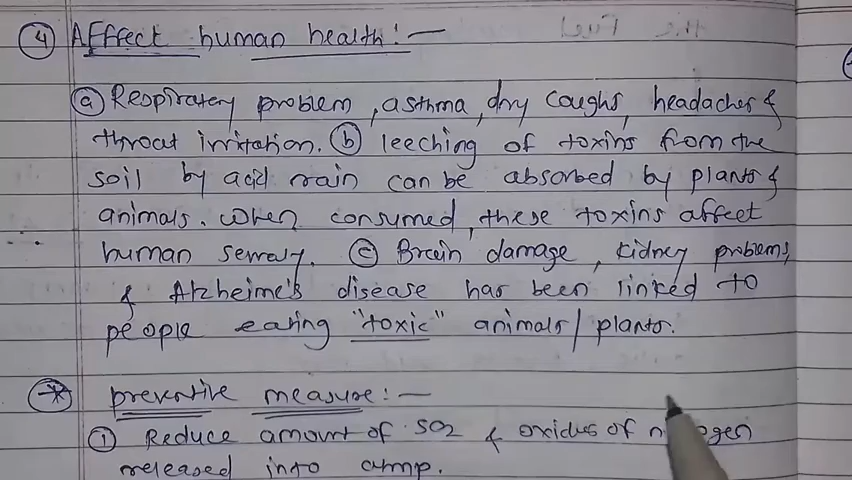 ④ Affect human health:—
ⓐ Respiratery problem, asthma, dry coughs, headaches &
throat irritation. ⓑ leeching of toxins from the
soil by acid rain can be absorbed by plants &
animals. When consumed, these toxins affect
human serverly. ⓒ Brain damage, kidney problems,
& Alzheime's disease has been linked to
people eating "toxic" animals/plants.
preventive measure:—
① Reduce amount of SO2 & oxides of
released into atmp.